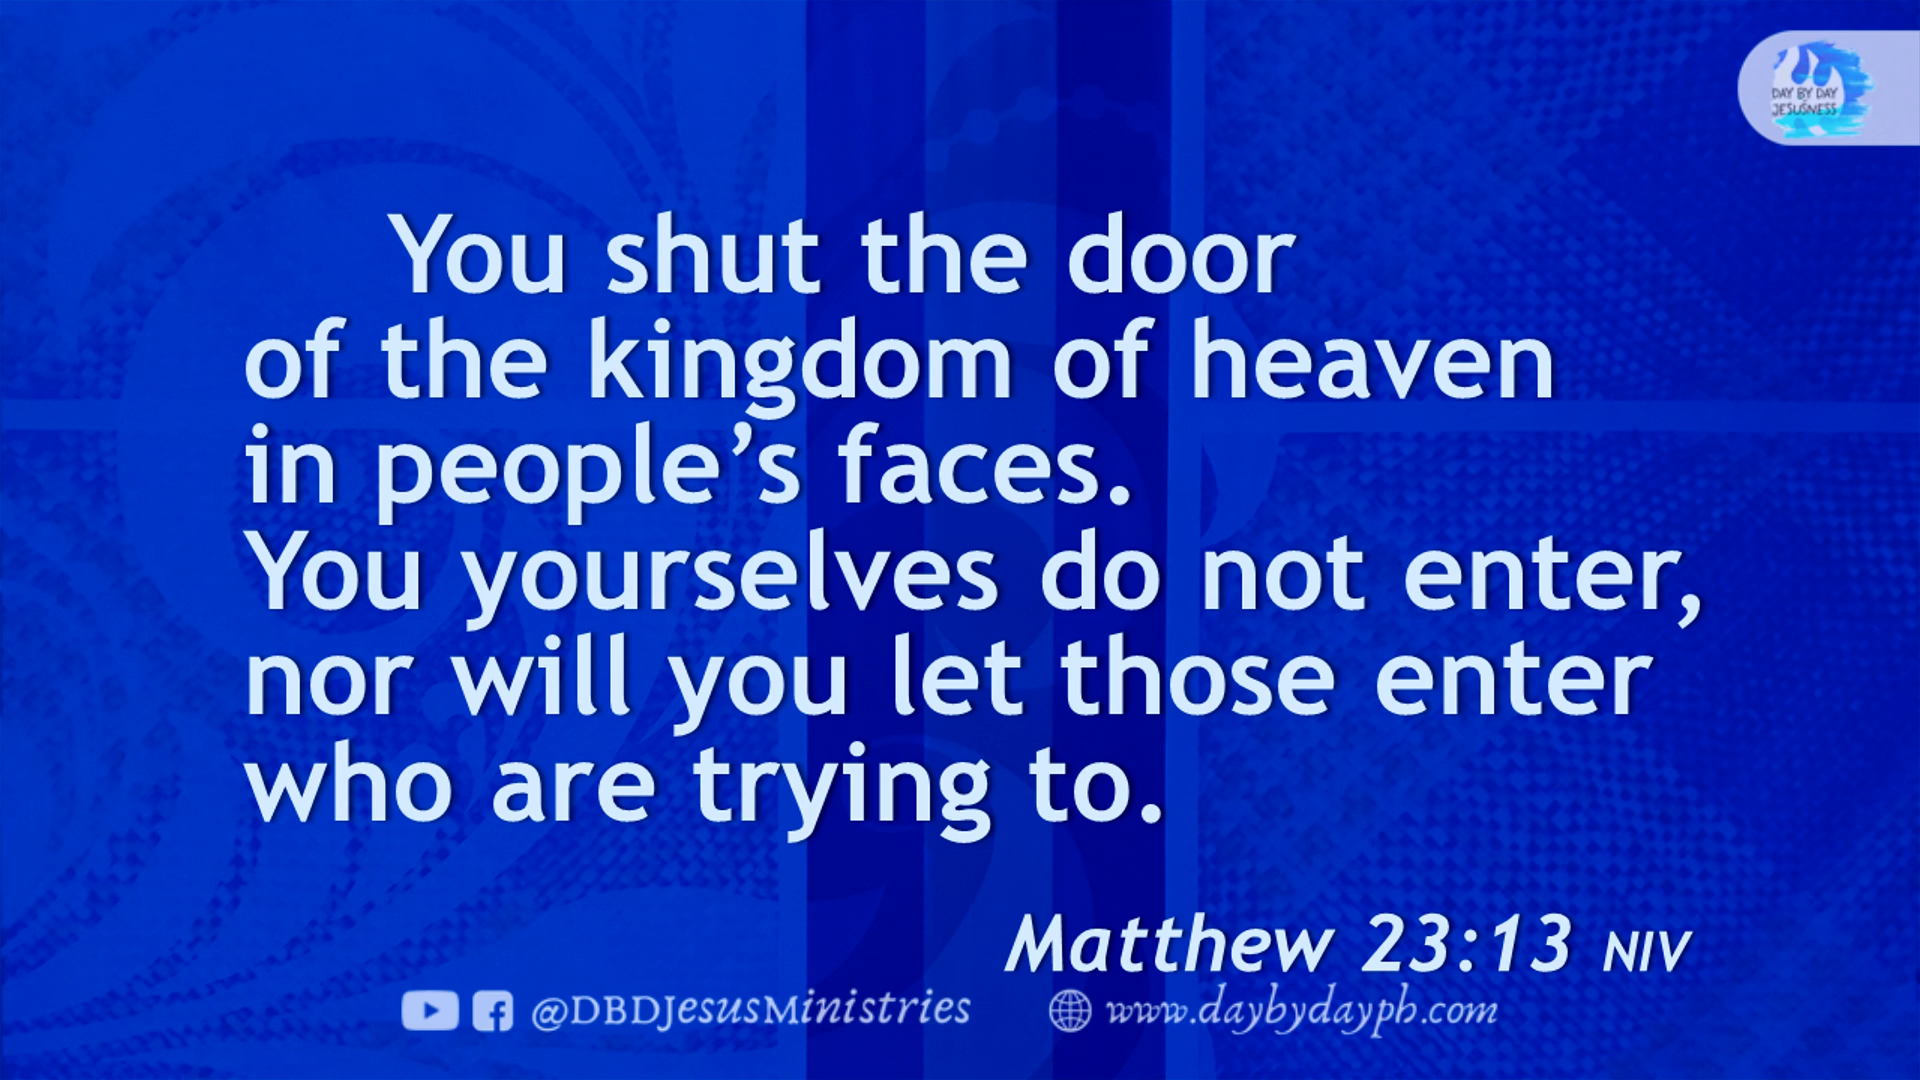 DAY BY DAY
JESUSNESS
You shut the door
of the kingdom of heaven
in people’s faces.
You yourselves do not enter,
nor will you let those enter
who are trying to.
Matthew 23:13 NIV
@DBDJesusMinistries www.daybydayph.com